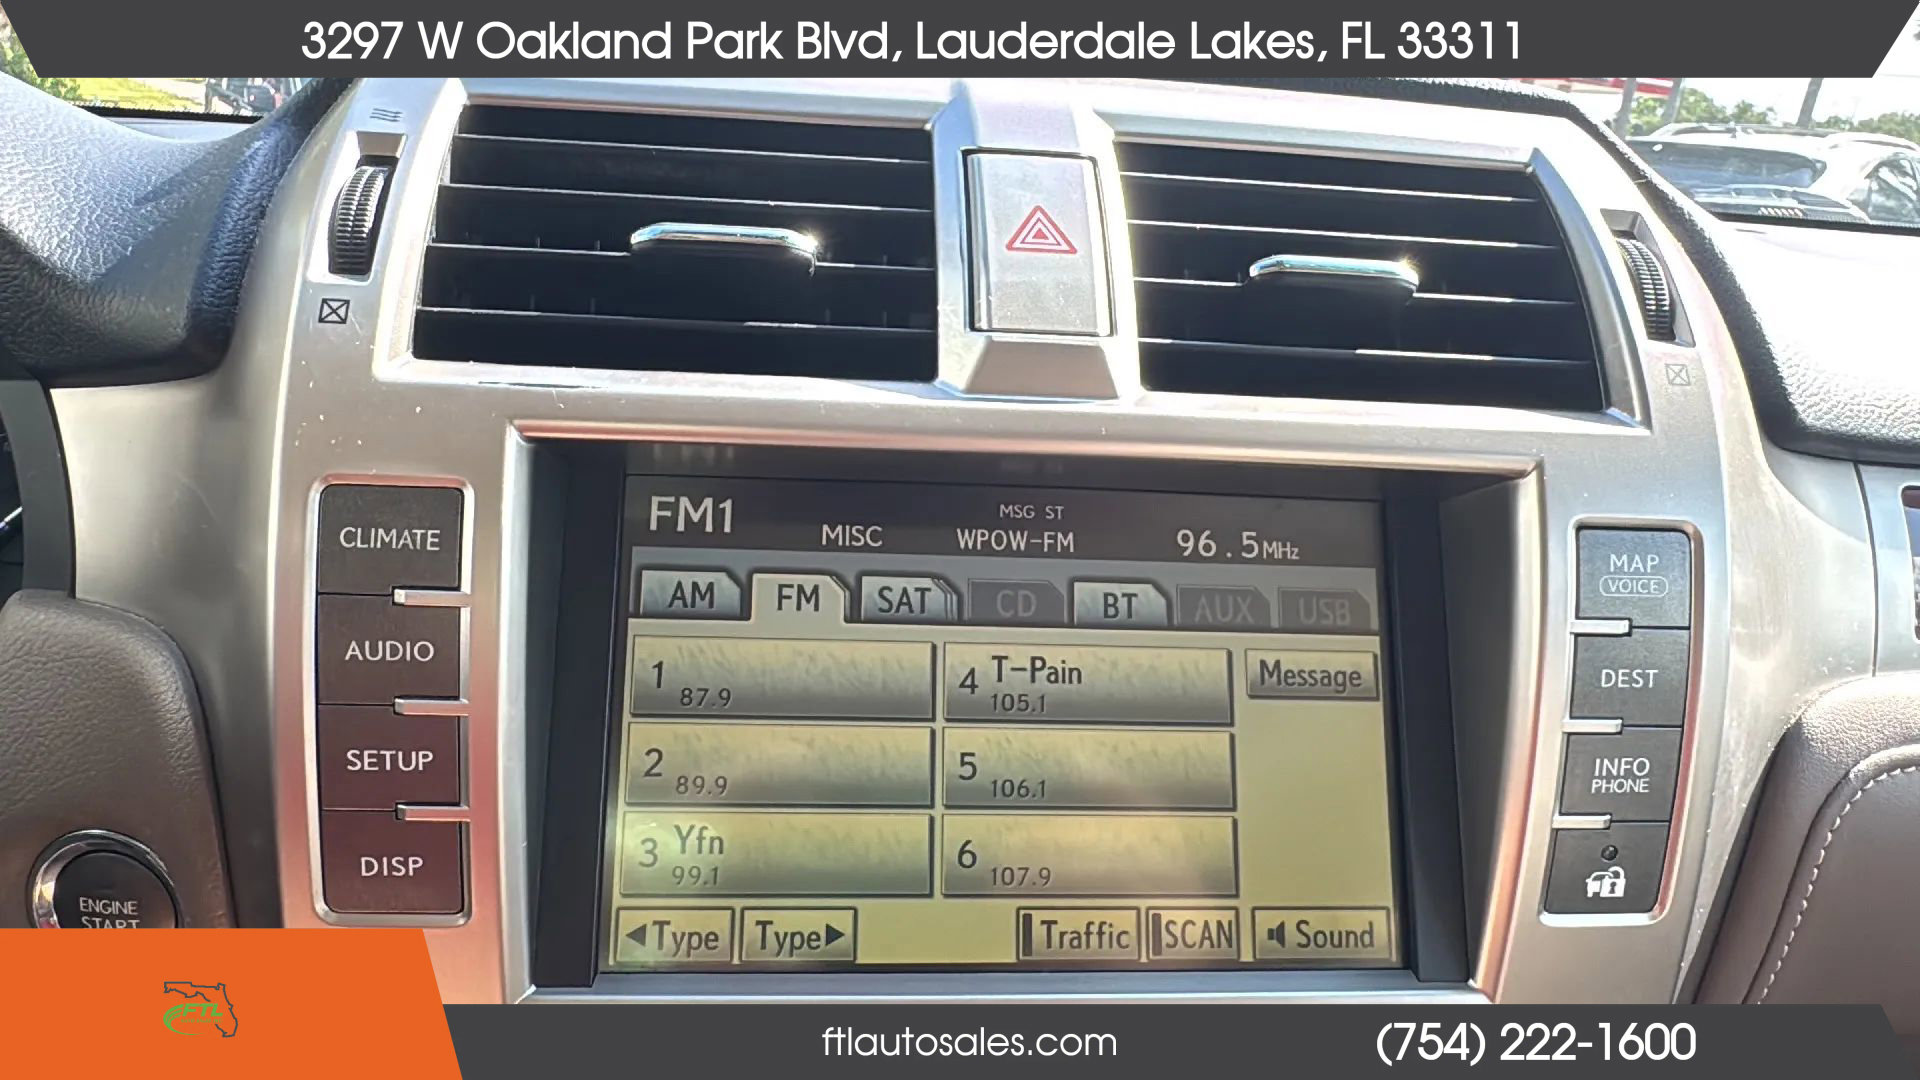 3297 W Oakland Park Blvd, Lauderdale Lakes, FL 33311
CLIMATE
AUDIO
SETUP
DISP
ENGINE
START
FM1
MISC
MSG ST
WPOW-FM
96.5MHz
AM FM SAT CD BT AUX USB
1 87.9
4 T-Pain 105.1
Message
2 89.9
5 106.1
3 Yfn 99.1
6 107.9
◀Type Type▶ Traffic SCAN Sound
MAP
VOICE
DEST
INFO
PHONE
FTL
ftlautosales.com
(754) 222-1600